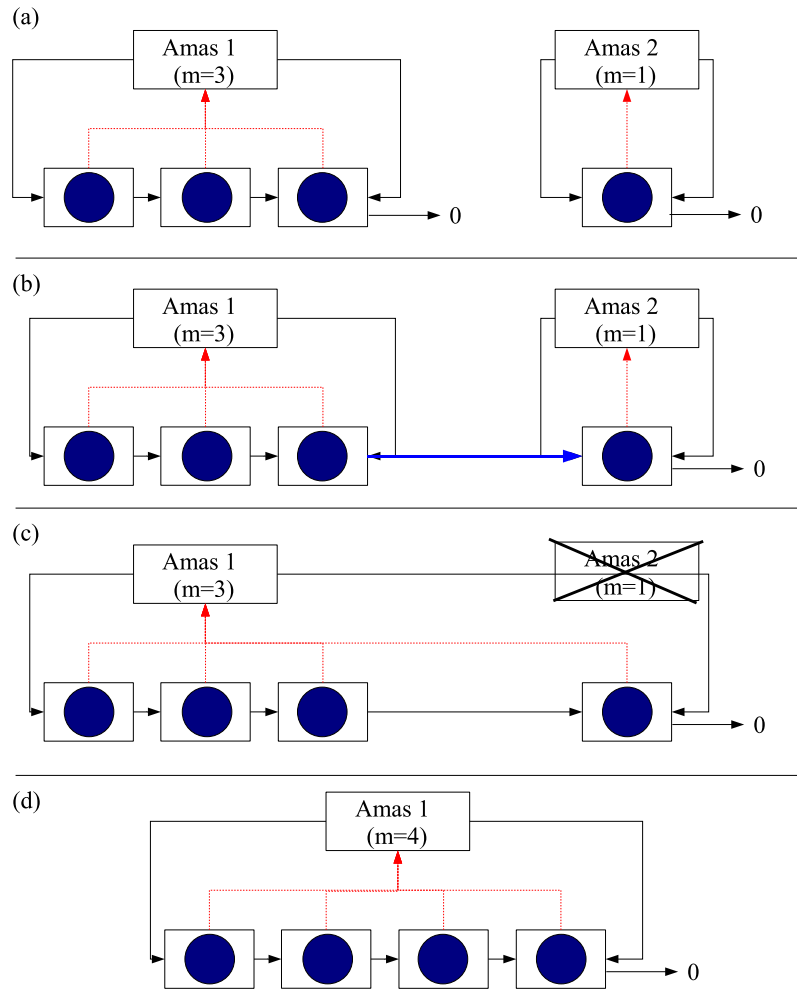 (a)
Amas 1
(m=3)
Amas 2
(m=1)
0
0
(b)
Amas 1
(m=3)
Amas 2
(m=1)
0
(c)
Amas 1
(m=3)
Amas 2
(m=1)
0
(d)
Amas 1
(m=4)
0